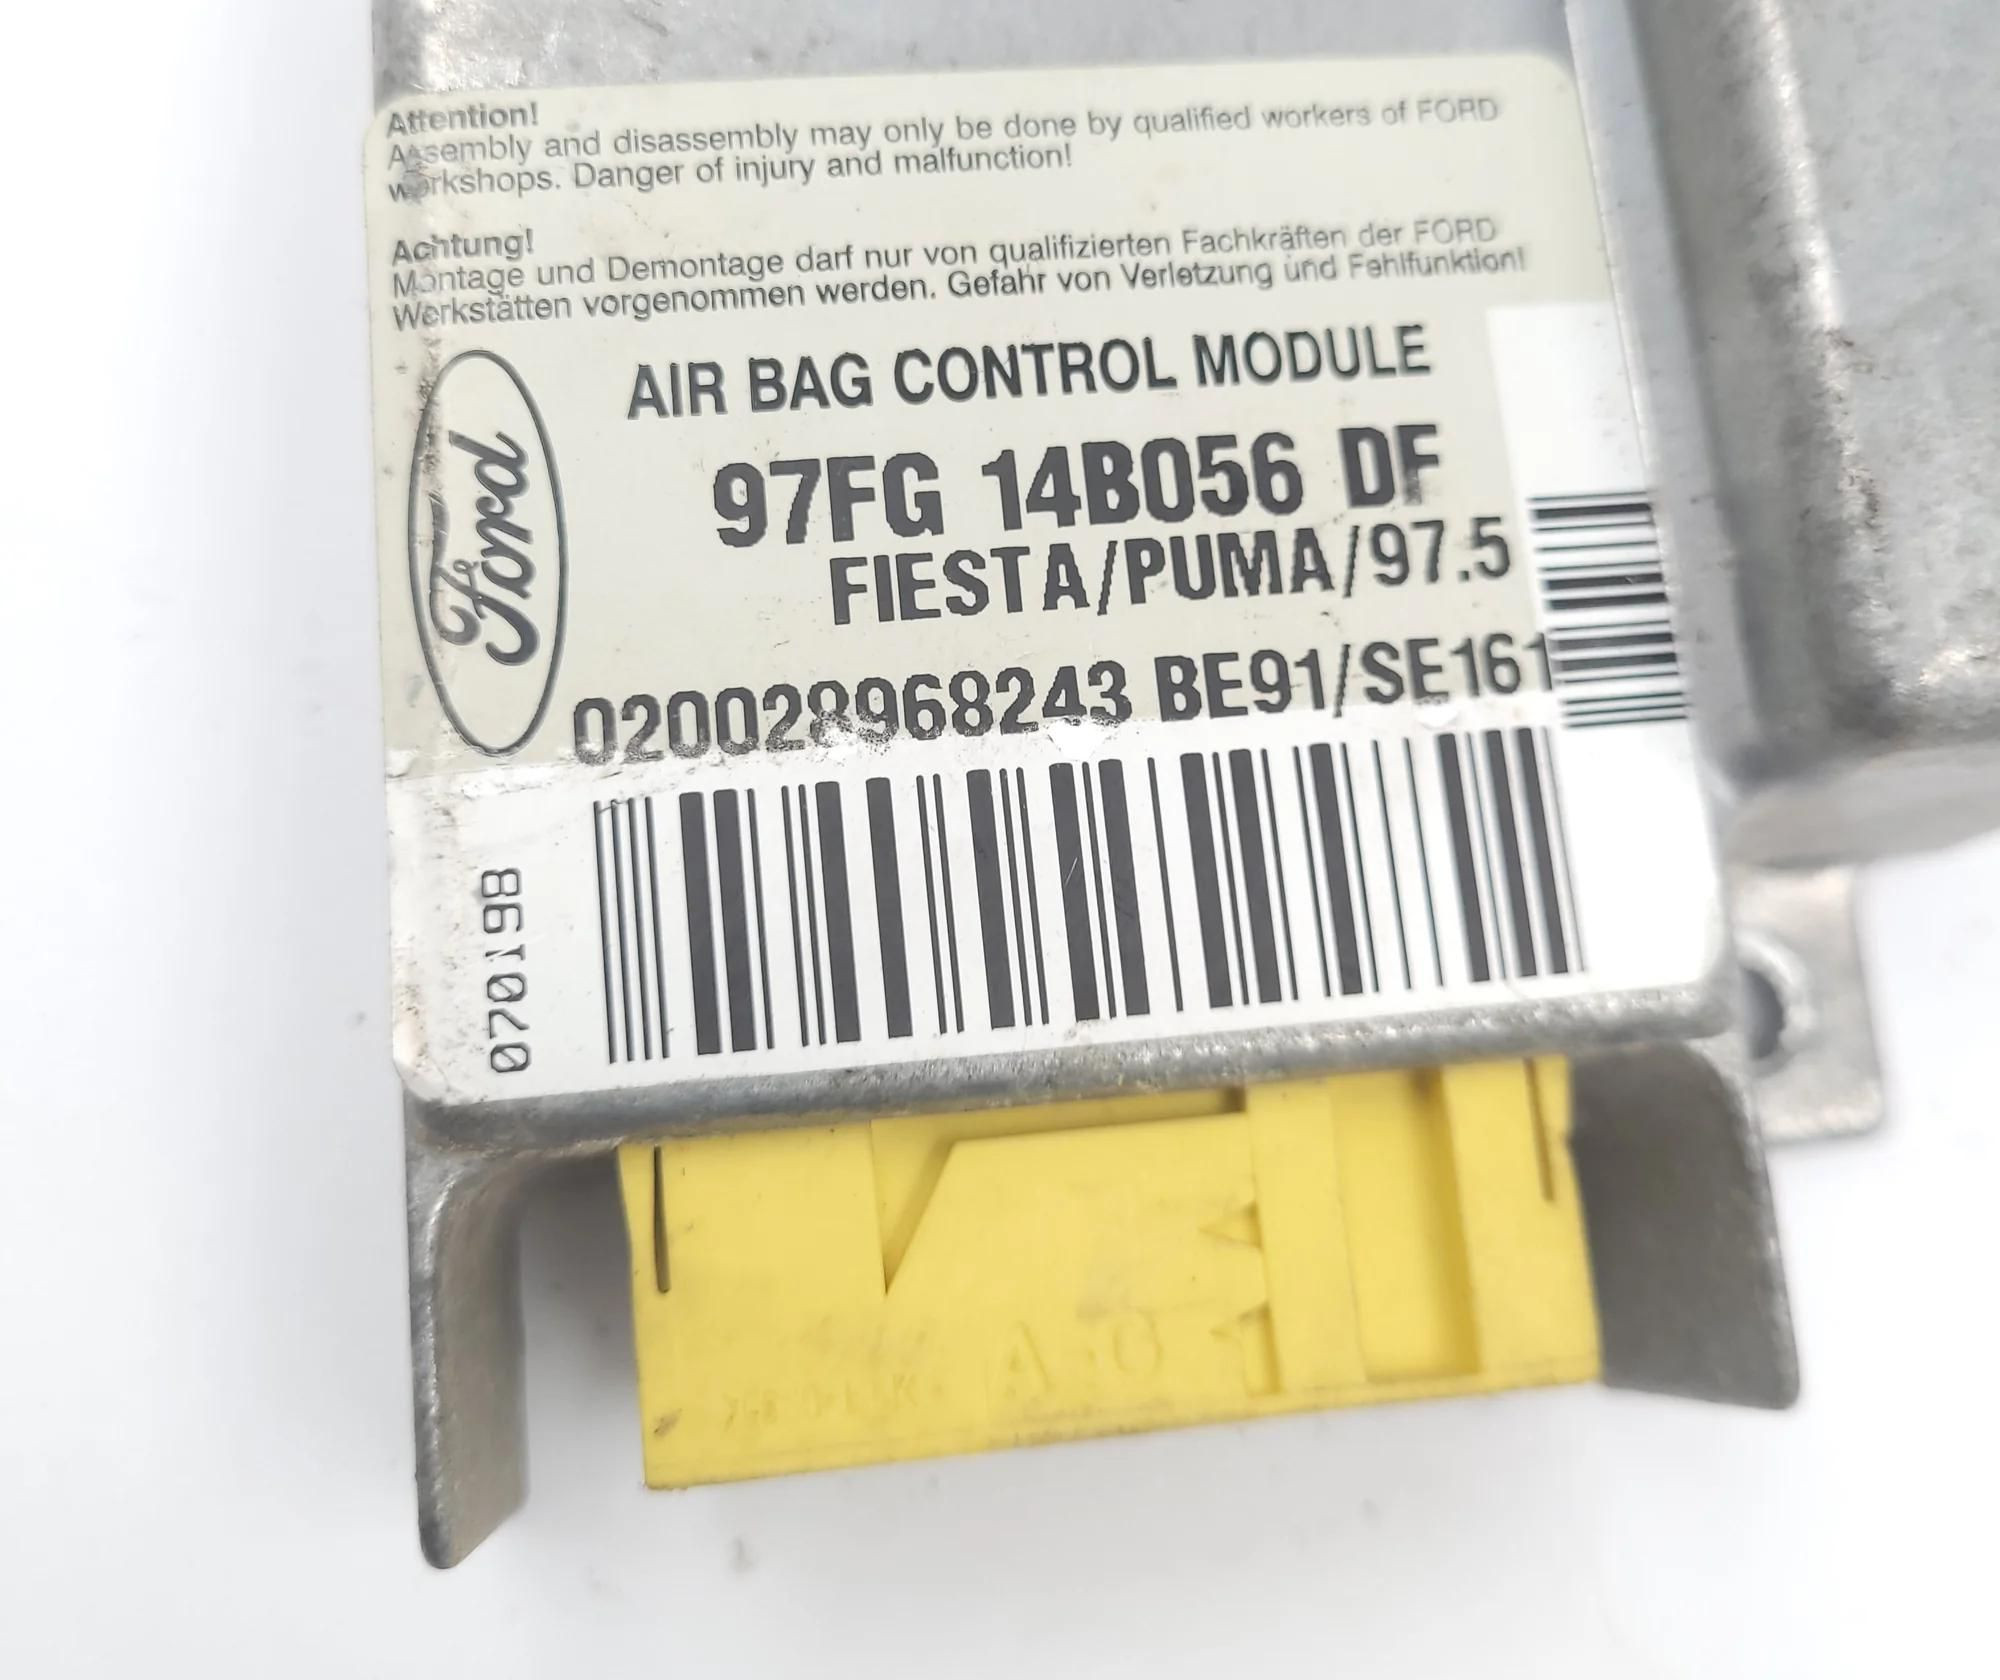 Attention!
Assembly and disassembly may only be done by qualified workers of FORD
workshops. Danger of injury and malfunction!
Achtung!
Montage und Demontage darf nur von qualifizierten Fachkräften der FORD
Werkstätten vorgenommen werden. Gefahr von Verletzung und Fehlfunktion!
AIR BAG CONTROL MODULE
97FG 14B056 DF
FIESTA/PUMA/97.5
Ford
020028968243 BE91/SE161
070198